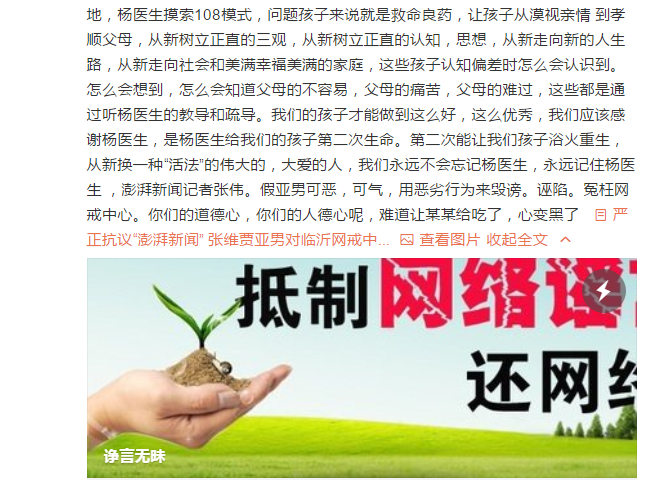 地，杨医生摸索108模式，问题孩子来说就是救命良药，让孩子从漠视亲情 到孝
顺父母，从新树立正直的三观，从新树立正直的认知，思想，从新走向新的人生
路，从新走向社会和美满幸福美满的家庭，这些孩子认知偏差时怎么会认识到。
怎么会想到，怎么会知道父母的不容易，父母的痛苦，父母的难过，这些都是通
过听杨医生的教导和疏导。我们的孩子才能做到这么好，这么优秀，我们应该感
谢杨医生，是杨医生给我们的孩子第二次生命。第二次能让我们孩子浴火重生，
从新换一种“活法”的伟大的，大爱的人，我们永远不会忘记杨医生，永远记住杨医
生 ，澎湃新闻记者张伟。假亚男可恶，可气，用恶劣行为来毁谤。诬陷。冤枉网
戒中心。你们的道德心，你们的人德心呢，难道让某某给吃了，心变黑了 严
正抗议“澎湃新闻” 张维贾亚男对临沂网戒中... 查看图片 收起全文
抵制网络谣
还网络
诤言无昧